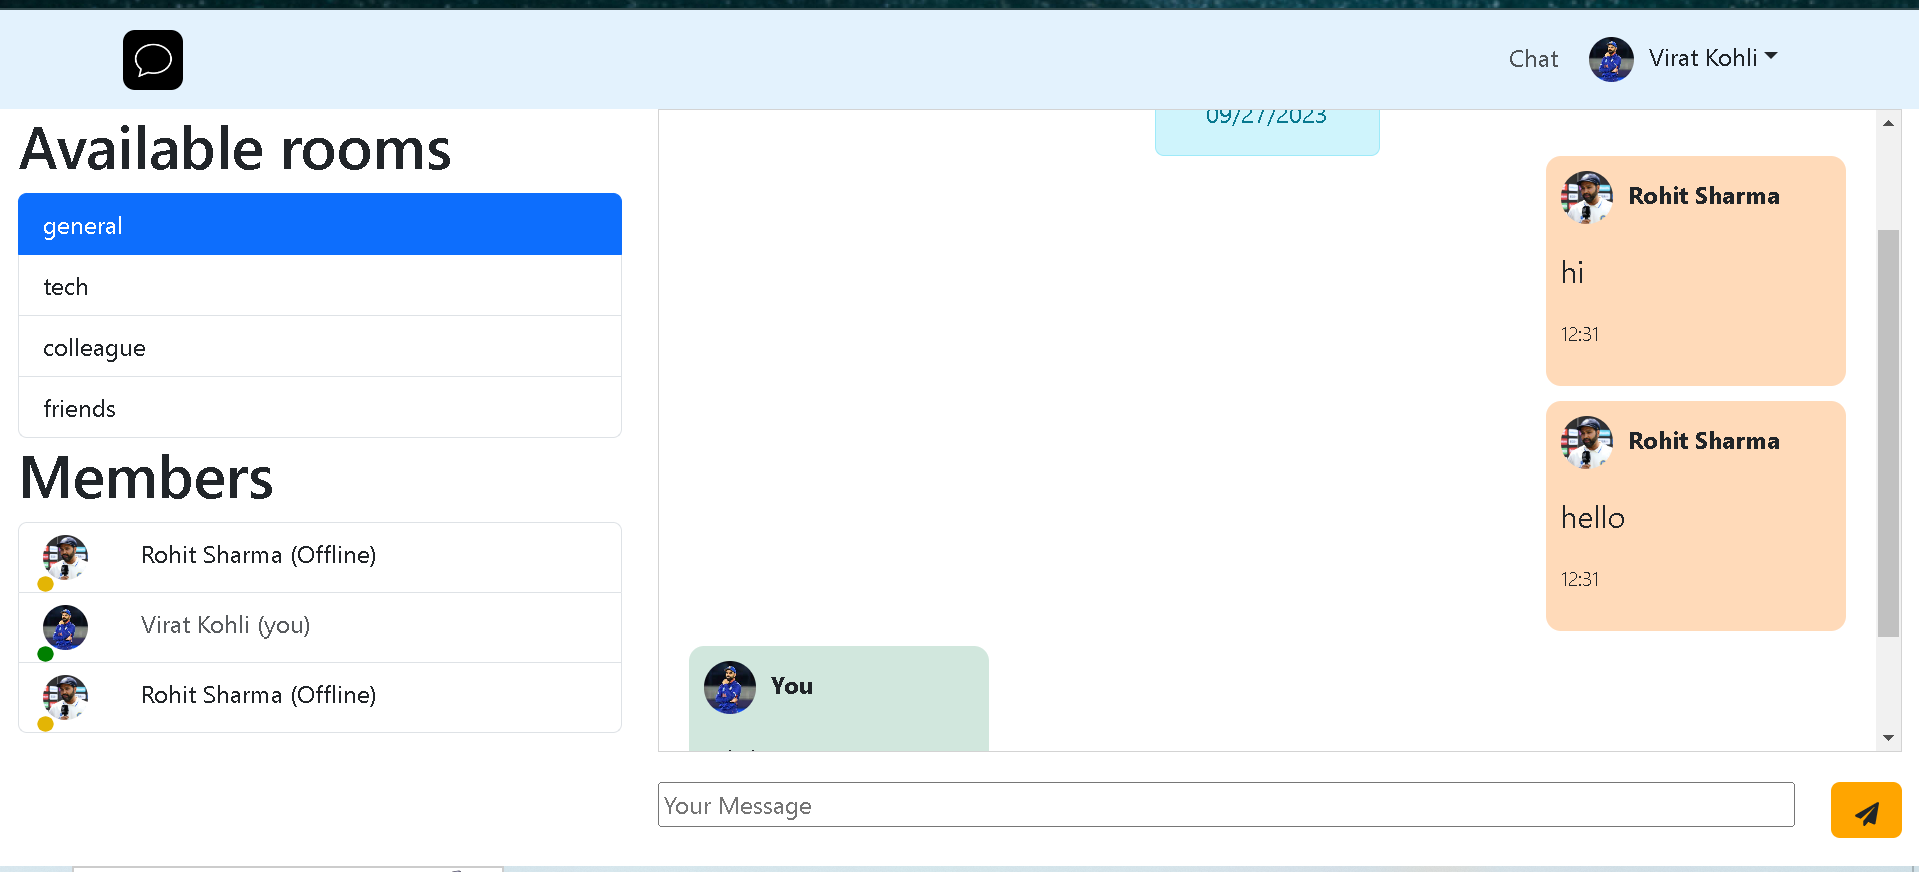 Chat
Virat Kohli
Available rooms
general
tech
colleague
friends
Members
Rohit Sharma (Offline)
Virat Kohli (you)
Rohit Sharma (Offline)
09/27/2023
Rohit Sharma
hi
12:31
Rohit Sharma
hello
12:31
You
Your Message